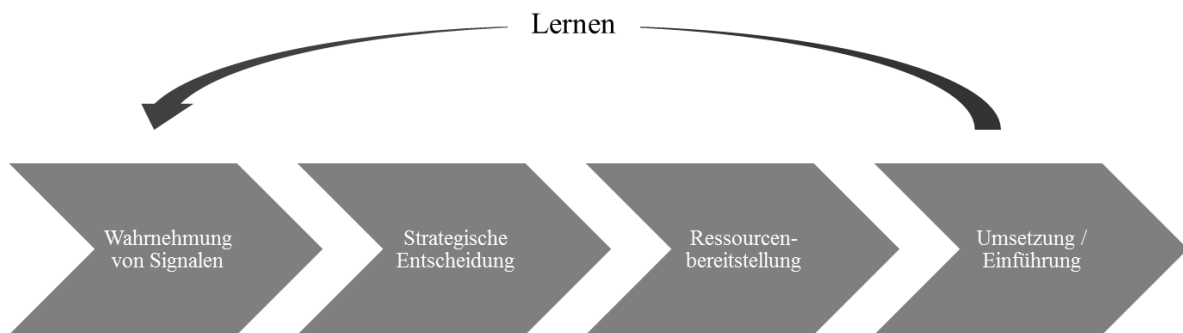 Lernen
Wahrnehmung
von Signalen
Strategische
Entscheidung
Ressourcen-
bereitstellung
Umsetzung /
Einführung